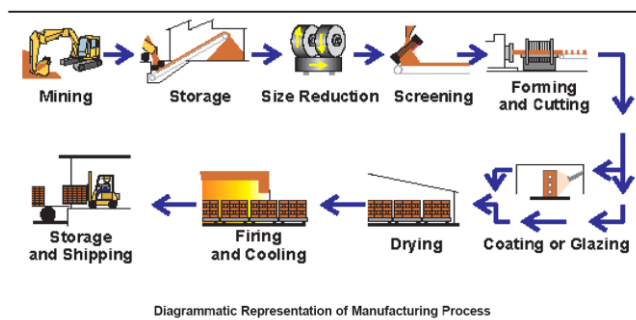 Mining
Storage
Size Reduction
Screening
Forming
and Cutting
Storage
and Shipping
Firing
and Cooling
Drying
Coating or Glazing
Diagrammatic Representation of Manufacturing Process